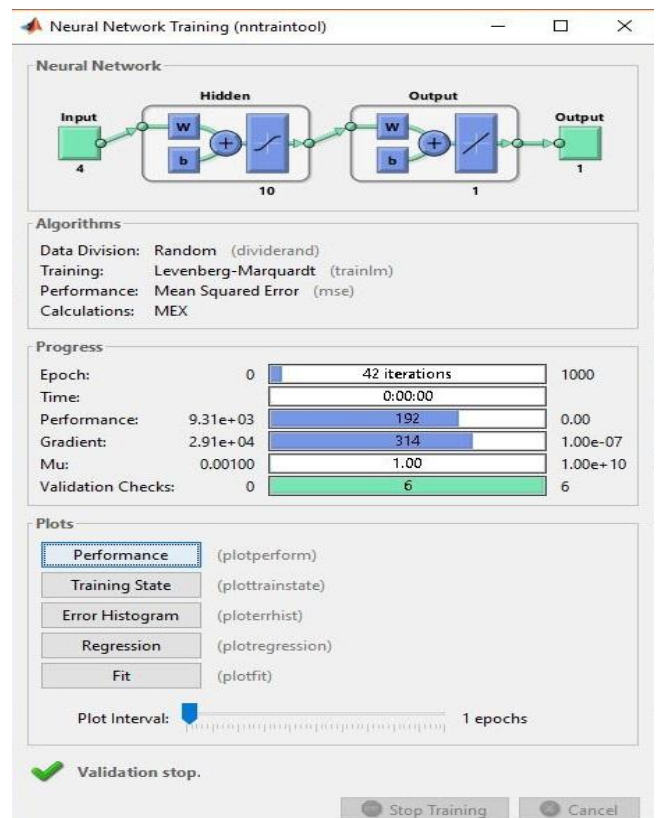 Neural Network Training (nntraintool)
Neural Network
Hidden Output
Input W b + W b + Output
4 10 1 1
Algorithms
Data Division: Random (dividerand)
Training: Levenberg-Marquardt (trainlm)
Performance: Mean Squared Error (mse)
Calculations: MEX
Progress
Epoch: 0 42 iterations 1000
Time: 0:00:00
Performance: 9.31e+03 192 0.00
Gradient: 2.91e+04 314 1.00e-07
Mu: 0.00100 1.00 1.00e+10
Validation Checks: 0 6 6
Plots
Performance (plotperform)
Training State (plottrainstate)
Error Histogram (ploterrhist)
Regression (plotregression)
Fit (plotfit)
Plot Interval: 1 epochs
Validation stop.
Stop Training Cancel